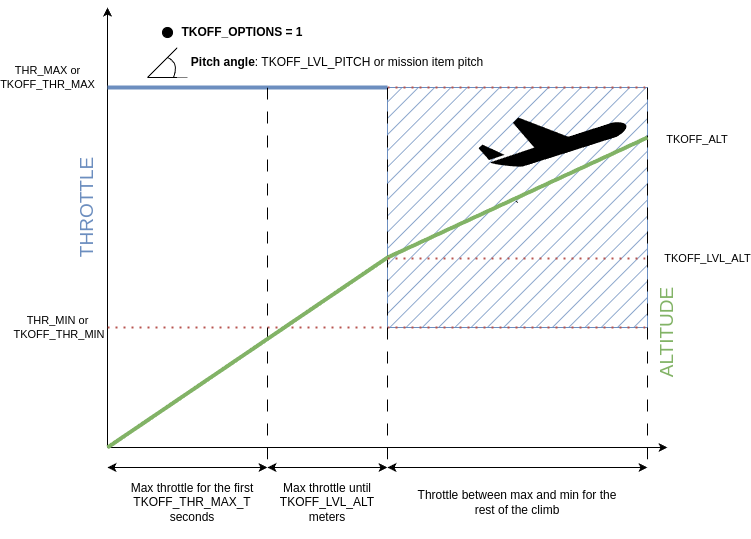 TKOFF_OPTIONS = 1
Pitch angle: TKOFF_LVL_PITCH or mission item pitch
THR_MAX or
TKOFF_THR_MAX
TKOFF_ALT
THROTTLE
TKOFF_LVL_ALT
THR_MIN or
TKOFF_THR_MIN
ALTITUDE
Max throttle for the first
TKOFF_THR_MAX_T
seconds
Max throttle until
TKOFF_LVL_ALT
meters
Throttle between max and min for the
rest of the climb